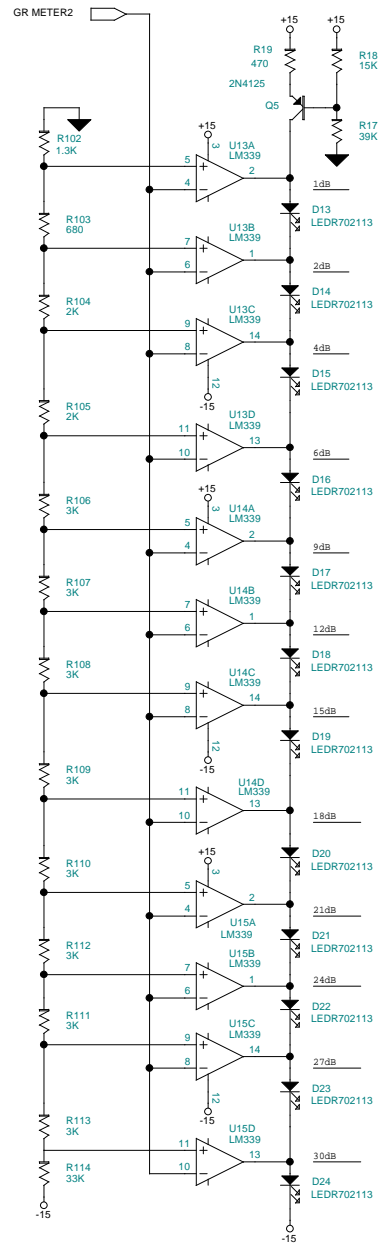 GR METER2
+15
+15
R19
470
R18
15K
2N4125
Q5
R17
39K
+15
3
U13A
LM339
R102
1.3K
5
4
2
1dB
D13
LEDR702113
R103
680
U13B
LM339
7
6
1
2dB
D14
LEDR702113
R104
2K
U13C
LM339
9
8
14
4dB
12
-15
D15
LEDR702113
R105
2K
U13D
LM339
11
10
13
6dB
D16
LEDR702113
R106
3K
+15
3
U14A
LM339
5
4
2
9dB
D17
LEDR702113
R107
3K
U14B
LM339
7
6
1
12dB
D18
LEDR702113
R108
3K
U14C
LM339
9
8
14
15dB
12
-15
D19
LEDR702113
R109
3K
U14D
LM339
11
10
13
18dB
R110
3K
+15
3
D20
LEDR702113
5
4
2
21dB
U15A
LM339
D21
LEDR702113
R112
3K
U15B
LM339
7
6
1
24dB
D22
LEDR702113
R111
3K
U15C
LM339
9
8
14
27dB
12
-15
D23
LEDR702113
R113
3K
U15D
LM339
11
10
13
30dB
R114
33K
D24
LEDR702113
-15
-15